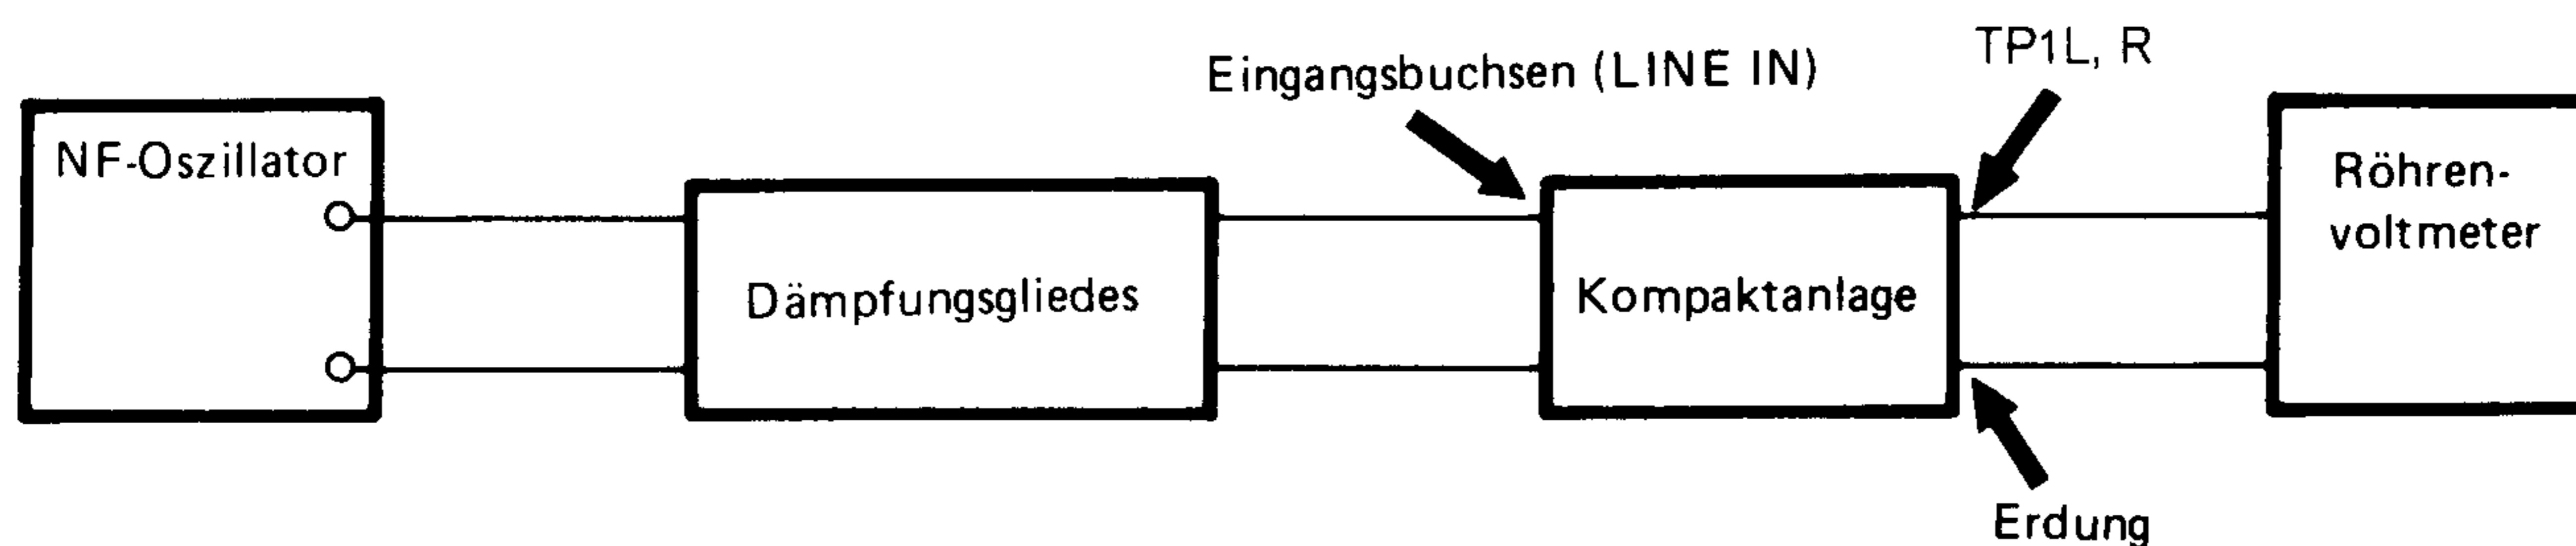 NF-Oszillator
Dämpfungsgliedes
Eingangsbuchsen (LINE IN)
Kompaktanlage
TP1L, R
Erdung
Röhren-
voltmeter